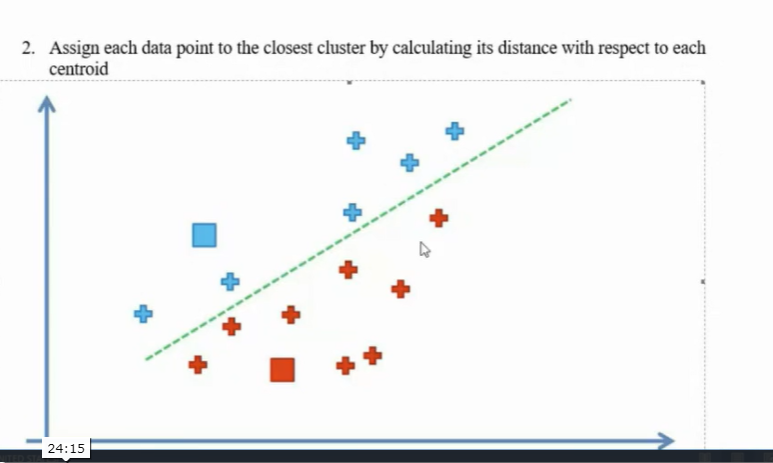 2. Assign each data point to the closest cluster by calculating its distance with respect to each
centroid
24:15